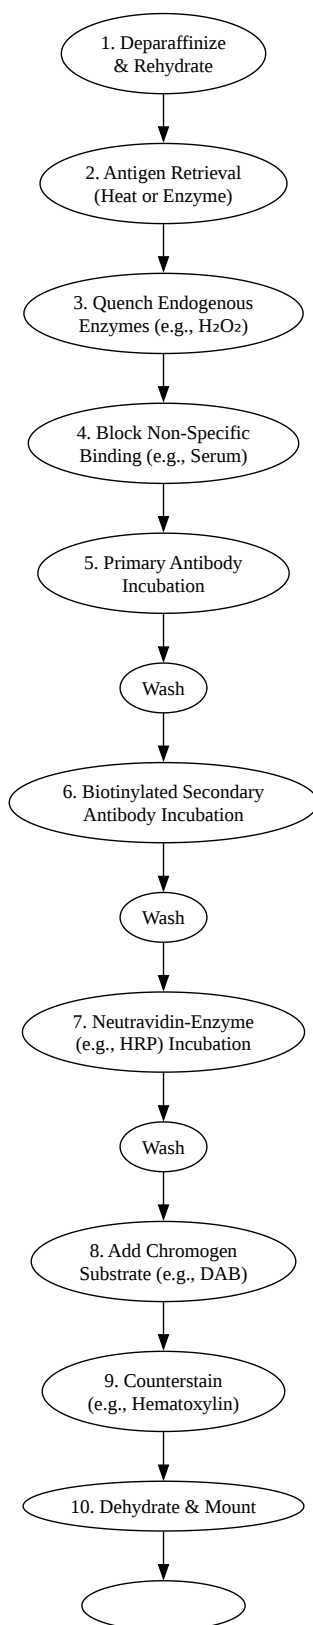 1. Deparaffinize
& Rehydrate
2. Antigen Retrieval
(Heat or Enzyme)
3. Quench Endogenous
Enzymes (e.g., H₂O₂)
4. Block Non-Specific
Binding (e.g., Serum)
5. Primary Antibody
Incubation
Wash
6. Biotinylated Secondary
Antibody Incubation
Wash
7. Neutravidin-Enzyme
(e.g., HRP) Incubation
Wash
8. Add Chromogen
Substrate (e.g., DAB)
9. Counterstain
(e.g., Hematoxylin)
10. Dehydrate & Mount